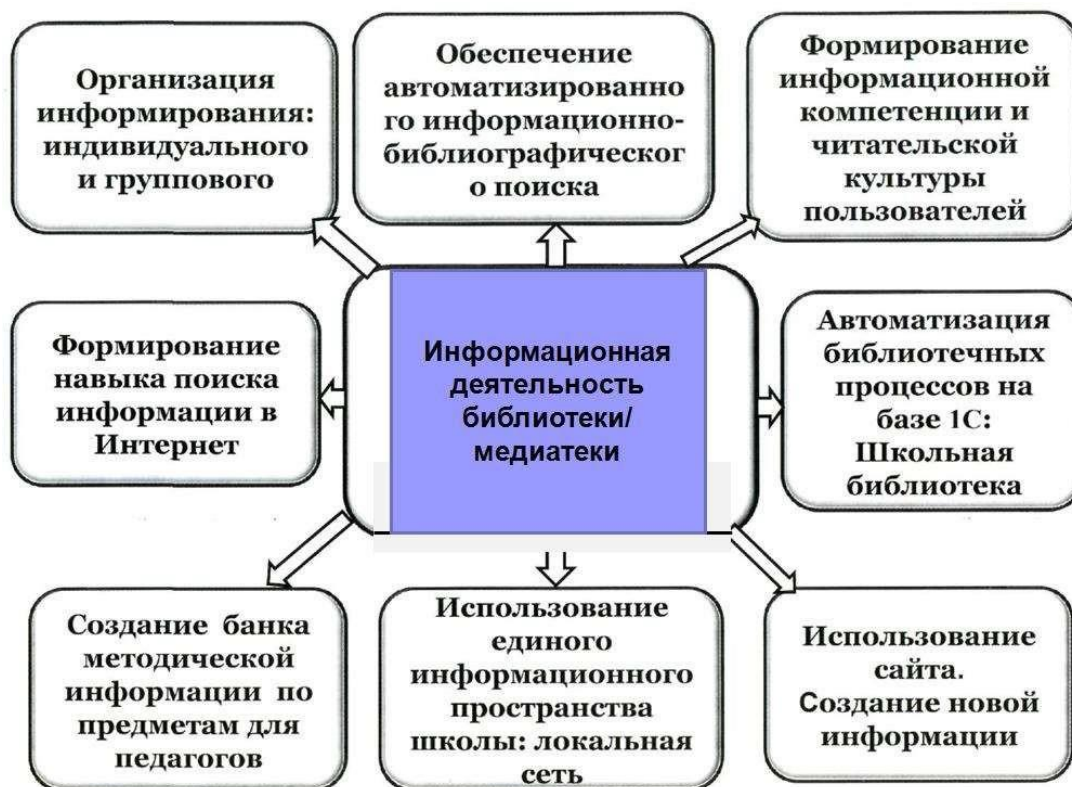 Организация
информирования:
индивидуального
и группового
Обеспечение
автоматизированно
го информационно-
библиографическог
о поиска
Формирование
информационной
компетенции и
читательской
культуры
пользователей
Формирование
навыка поиска
информации в
Интернет
Информационная
деятельность
библиотеки/
медиатеки
Автоматизация
библиотечных
процессов на
базе 1С:
Школьная
библиотека
Создание банка
методической
информации по
предметам для
педагогов
Использование
единого
информационного
пространства
школы: локальная
сеть
Использование
сайта.
Создание новой
информации